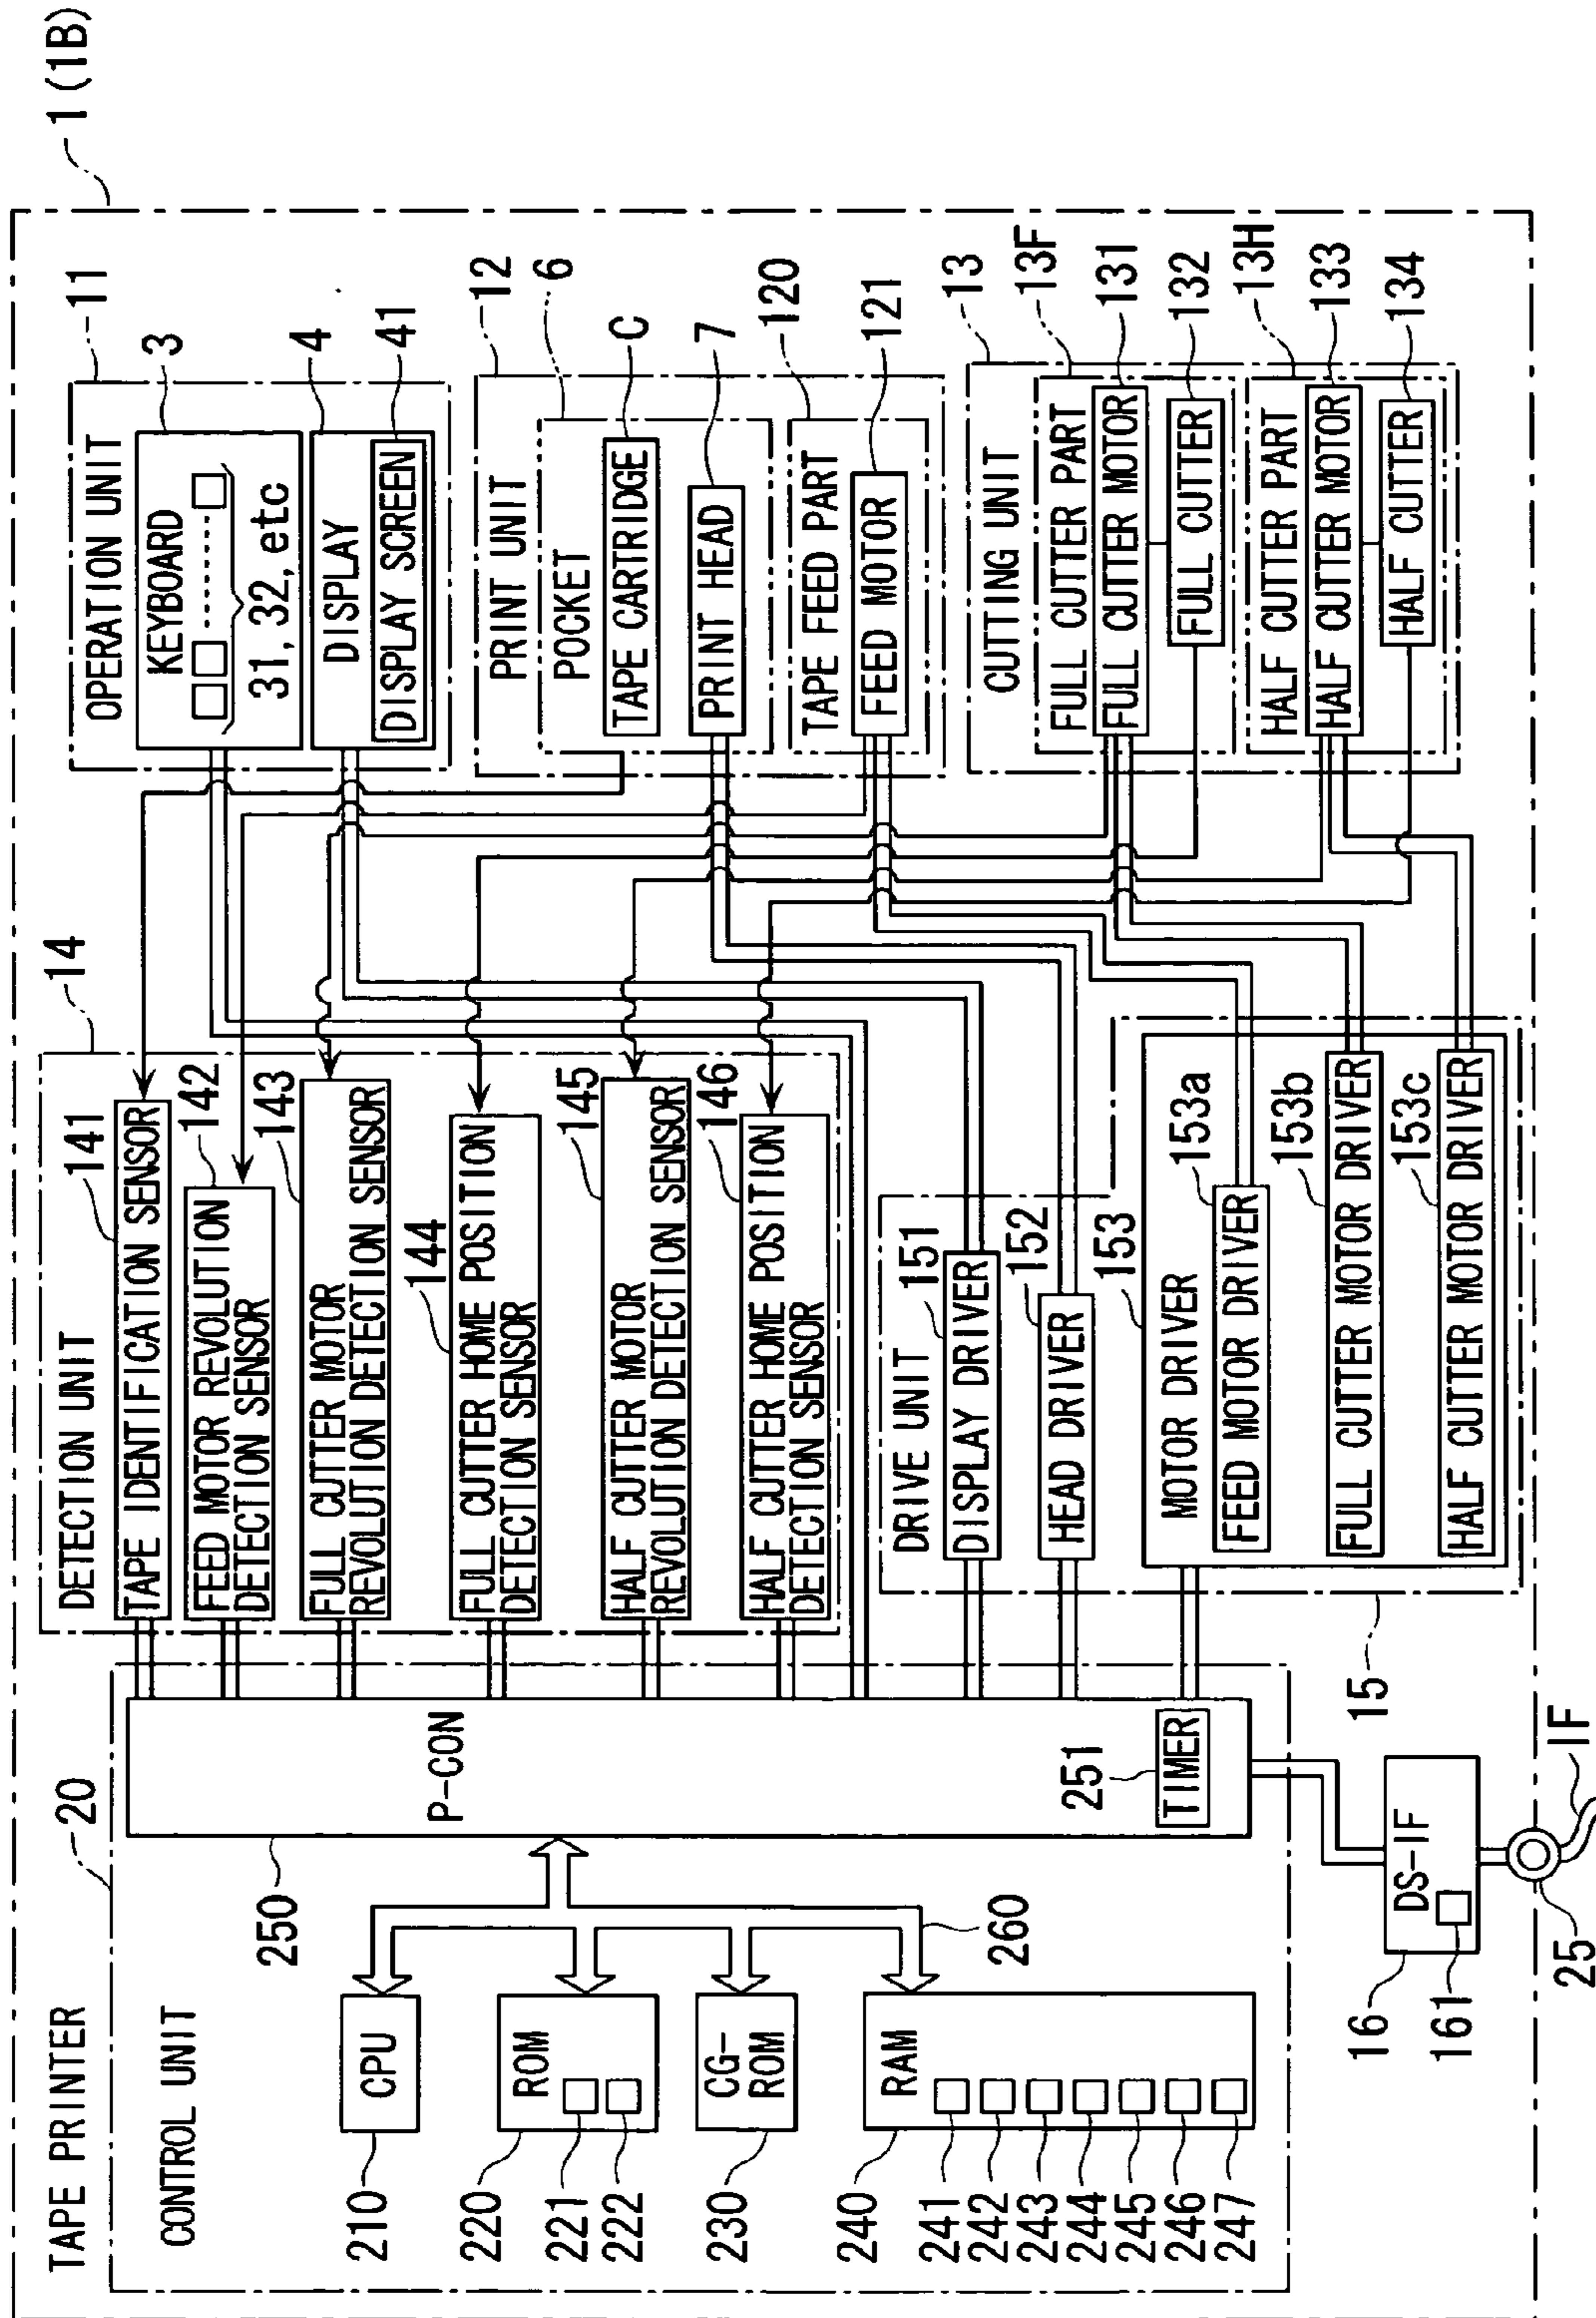 1(1B)
TAPE PRINTER
CONTROL UNIT
20
CPU
210
ROM
220
221
222
CG-
ROM
230
RAM
240
241
242
243
244
245
246
247
260
P-CON
250
TIMER
251
DS-IF
16
161
25
IF
DETECTION UNIT
14
TAPE IDENTIFICATION SENSOR
141
FEED MOTOR REVOLUTION
DETECTION SENSOR
142
FULL CUTTER MOTOR
REVOLUTION DETECTION SENSOR
143
FULL CUTTER HOME POSITION
DETECTION SENSOR
144
HALF CUTTER MOTOR
REVOLUTION DETECTION SENSOR
145
HALF CUTTER HOME POSITION
DETECTION SENSOR
146
DRIVE UNIT
15
DISPLAY DRIVER
151
HEAD DRIVER
152
MOTOR DRIVER
153
FEED MOTOR DRIVER
153a
FULL CUTTER MOTOR DRIVER
153b
HALF CUTTER MOTOR DRIVER
153c
OPERATION UNIT
11
KEYBOARD
3
31, 32, etc
DISPLAY
4
DISPLAY SCREEN
41
PRINT UNIT
12
POCKET
6
TAPE CARTRIDGE
C
PRINT HEAD
7
TAPE FEED PART
120
FEED MOTOR
121
CUTTING UNIT
13
FULL CUTTER PART
13F
FULL CUTTER MOTOR
131
FULL CUTTER
132
HALF CUTTER PART
13H
HALF CUTTER MOTOR
133
HALF CUTTER
134